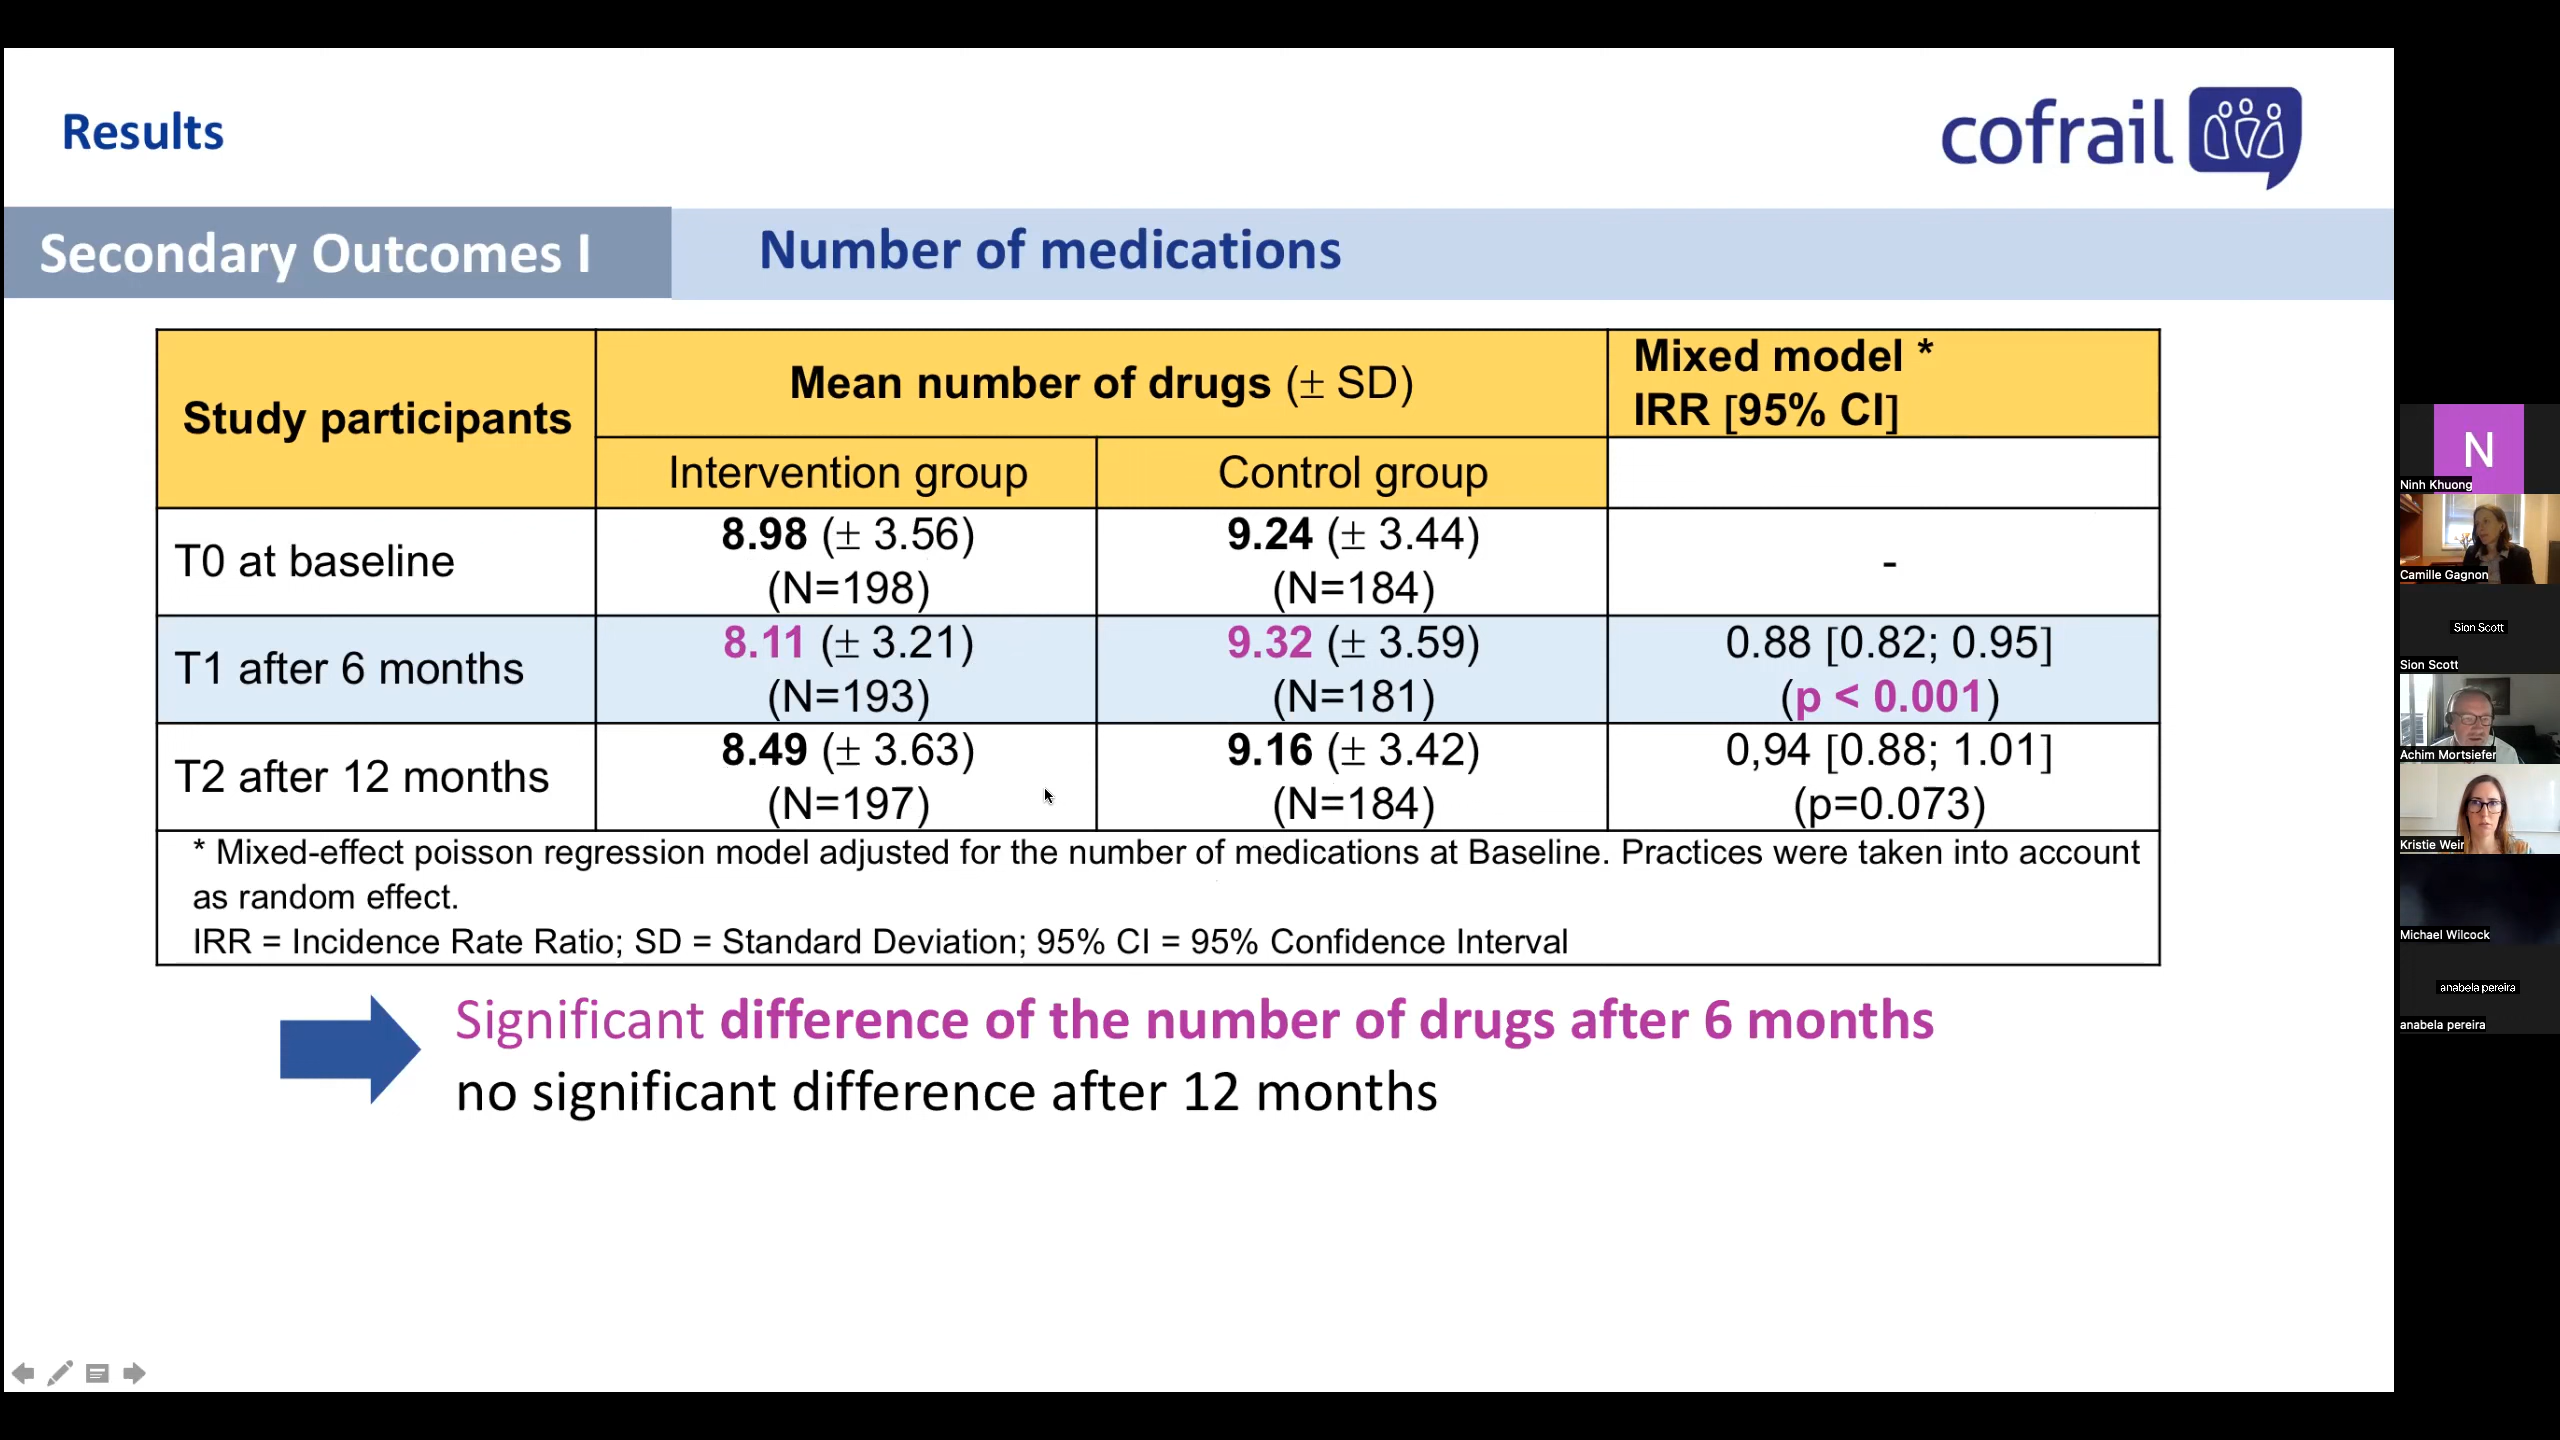 Results
cofrail
Secondary Outcomes I
Number of medications
Study participants
Mean number of drugs (± SD)
Mixed model *
IRR [95% CI]
Intervention group
Control group
T0 at baseline
8.98 (± 3.56)
(N=198)
9.24 (± 3.44)
(N=184)
-
T1 after 6 months
8.11 (± 3.21)
(N=193)
9.32 (± 3.59)
(N=181)
0.88 [0.82; 0.95]
(p < 0.001)
T2 after 12 months
8.49 (± 3.63)
(N=197)
9.16 (± 3.42)
(N=184)
0,94 [0.88; 1.01]
(p=0.073)
* Mixed-effect poisson regression model adjusted for the number of medications at Baseline. Practices were taken into account
as random effect.
IRR = Incidence Rate Ratio; SD = Standard Deviation; 95% CI = 95% Confidence Interval
Significant difference of the number of drugs after 6 months
no significant difference after 12 months
N
Ninh Khuong
Camille Gagnon
Sion Scott
Sion Scott
Achim Mortsiefer
Kristie Weir
Michael Wilcock
anabela pereira
anabela pereira